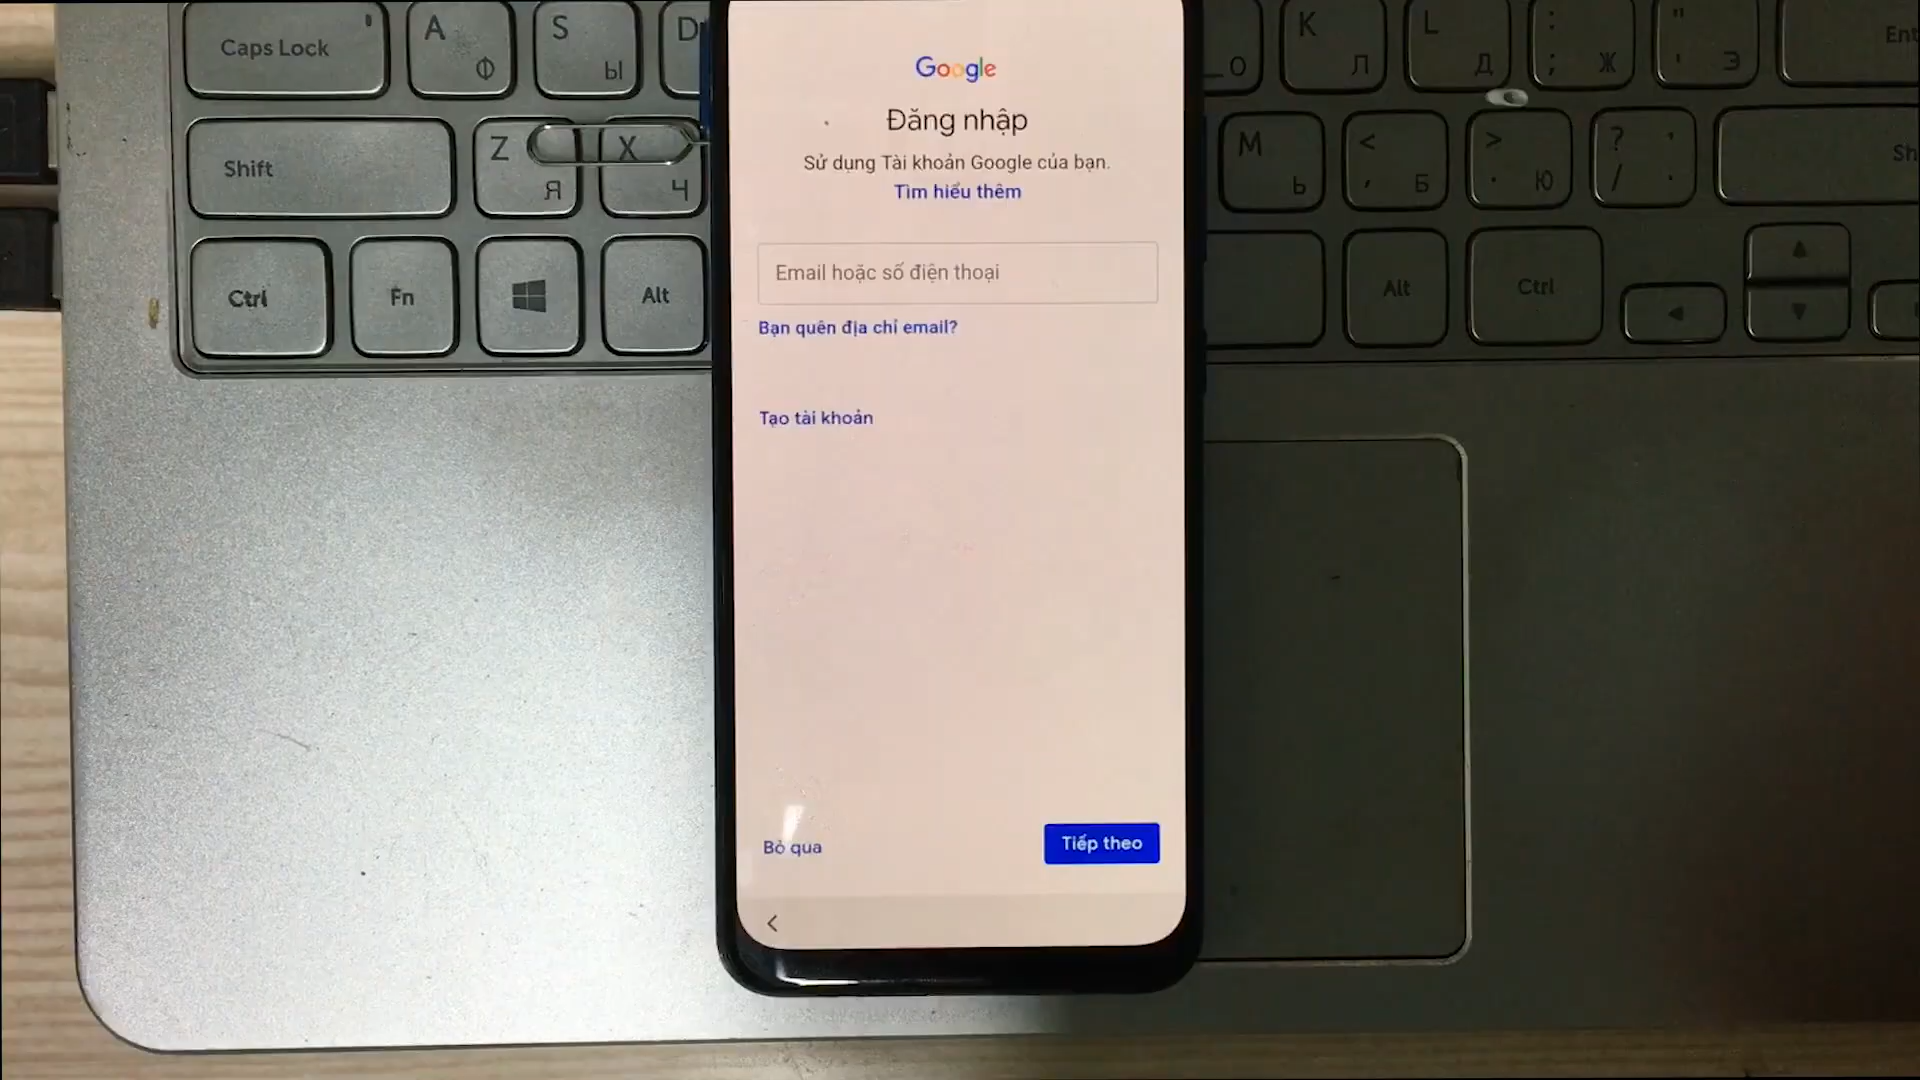 Caps Lock
A
Ф
S
Ы
D
Shift
Z
Я
X
Ч
Ctrl
Fn
Alt
Google
Đăng nhập
Sử dụng Tài khoản Google của bạn.
Tìm hiểu thêm
Email hoặc số điện thoại
Bạn quên địa chỉ email?
Tạo tài khoản
Bỏ qua
Tiếp theo
О
K
Л
L
Д
:
;
Ж
"
'
Э
Ent
M
Ь
<
,
Б
>
.
Ю
?
/
Sh
Alt
Ctrl